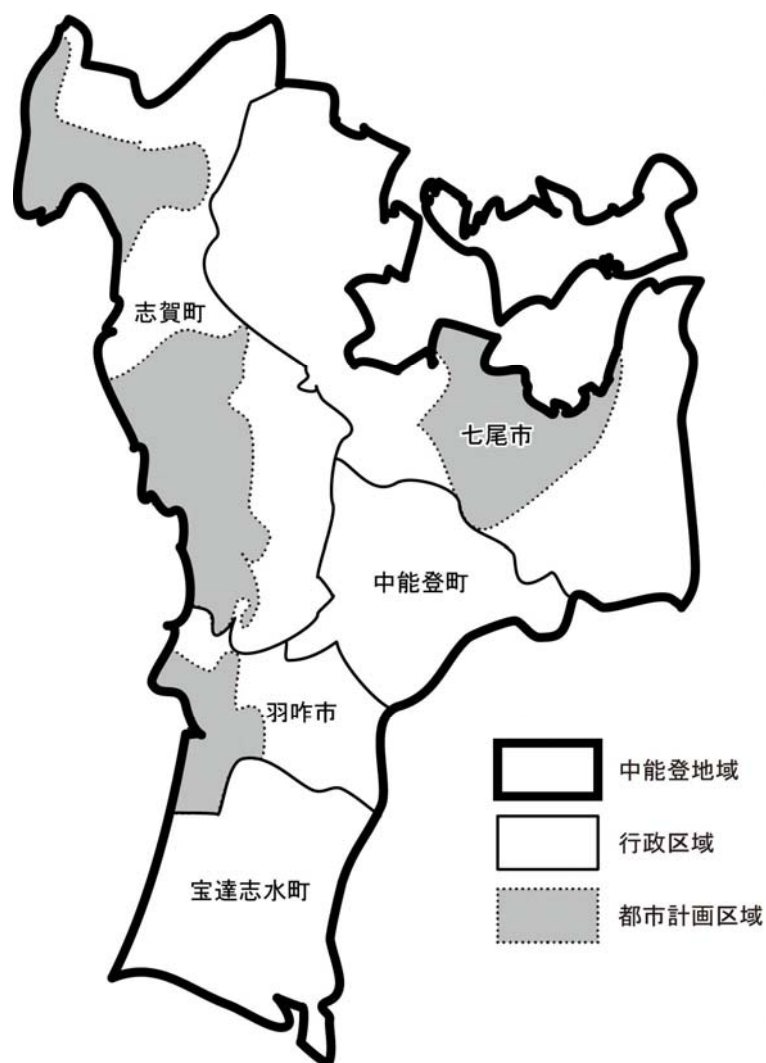 志賀町
七尾市
中能登町
羽咋市
宝達志水町
中能登地域
行政区域
都市計画区域